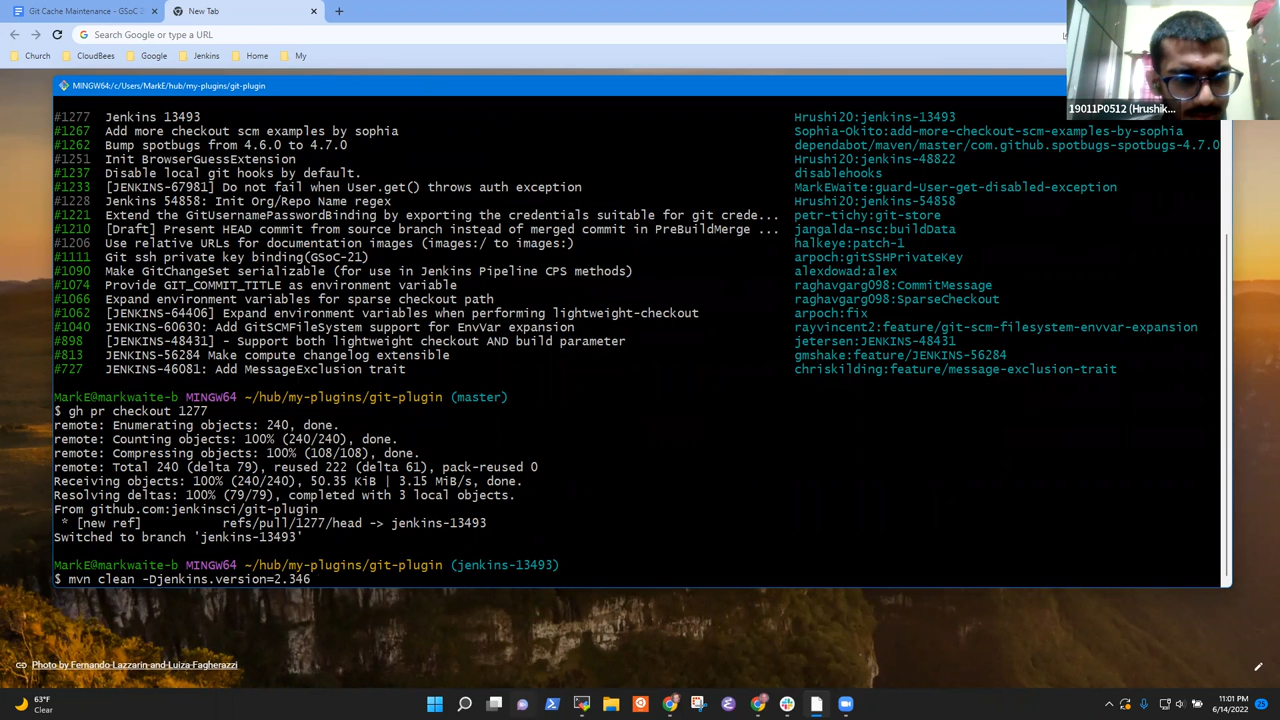 Git Cache Maintenance - GSoC 2
New Tab
Search Google or type a URL
Church
CloudBees
Google
Jenkins
Home
My
MINGW64:/c/Users/MarkE/hub/my-plugins/git-plugin
19011P0512 (Hrushik...
#1277 Jenkins 13493 Hrushi20:jenkins-13493
#1267 Add more checkout scm examples by sophia Sophia-Okito:add-more-checkout-scm-examples-by-sophia
#1262 Bump spotbugs from 4.6.0 to 4.7.0 dependabot/maven/master/com.github.spotbugs-spotbugs-4.7.0
#1251 Init BrowserGuessExtension Hrushi20:jenkins-48822
#1237 Disable local git hooks by default. disablehooks
#1233 [JENKINS-67981] Do not fail when User.get() throws auth exception MarkEWaite:guard-User-get-disabled-exception
#1228 Jenkins 54858: Init Org/Repo Name regex Hrushi20:jenkins-54858
#1221 Extend the GitUsernamePasswordBinding by exporting the credentials suitable for git crede... petr-tichy:git-store
#1210 [Draft] Present HEAD commit from source branch instead of merged commit in PreBuildMerge ... jangalda-nsc:buildData
#1206 Use relative URLs for documentation images (images:/ to images:) halkeye:patch-1
#1111 Git ssh private key binding(GSoC-21) arpoch:gitSSHPrivateKey
#1090 Make GitChangeSet serializable (for use in Jenkins Pipeline CPS methods) alexdowad:alex
#1074 Provide GIT_COMMIT_TITLE as environment variable raghavgarg098:CommitMessage
#1066 Expand environment variables for sparse checkout path raghavgarg098:SparseCheckout
#1062 [JENKINS-64406] Expand environment variables when performing lightweight-checkout arpoch:fix
#1040 JENKINS-60630: Add GitSCMFileSystem support for EnvVar expansion rayvincent2:feature/git-scm-filesystem-envvar-expansion
#898 [JENKINS-48431] - Support both lightweight checkout AND build parameter jetersen:JENKINS-48431
#813 JENKINS-56284 Make compute changelog extensible gmshake:feature/JENKINS-56284
#727 JENKINS-46081: Add MessageExclusion trait chriskilding:feature/message-exclusion-trait
MarkE@markwaite-b MINGW64 ~/hub/my-plugins/git-plugin (master)
$ gh pr checkout 1277
remote: Enumerating objects: 240, done.
remote: Counting objects: 100% (240/240), done.
remote: Compressing objects: 100% (108/108), done.
remote: Total 240 (delta 79), reused 222 (delta 61), pack-reused 0
Receiving objects: 100% (240/240), 50.35 KiB | 3.15 MiB/s, done.
Resolving deltas: 100% (79/79), completed with 3 local objects.
From github.com:jenkinsci/git-plugin
* [new ref] refs/pull/1277/head -> jenkins-13493
Switched to branch 'jenkins-13493'
MarkE@markwaite-b MINGW64 ~/hub/my-plugins/git-plugin (jenkins-13493)
$ mvn clean -Djenkins.version=2.346
Photo by Fernando-Lazzarin-and-Luiza-Fagherazzi
63°F
Clear
11:01 PM
6/14/2022
25